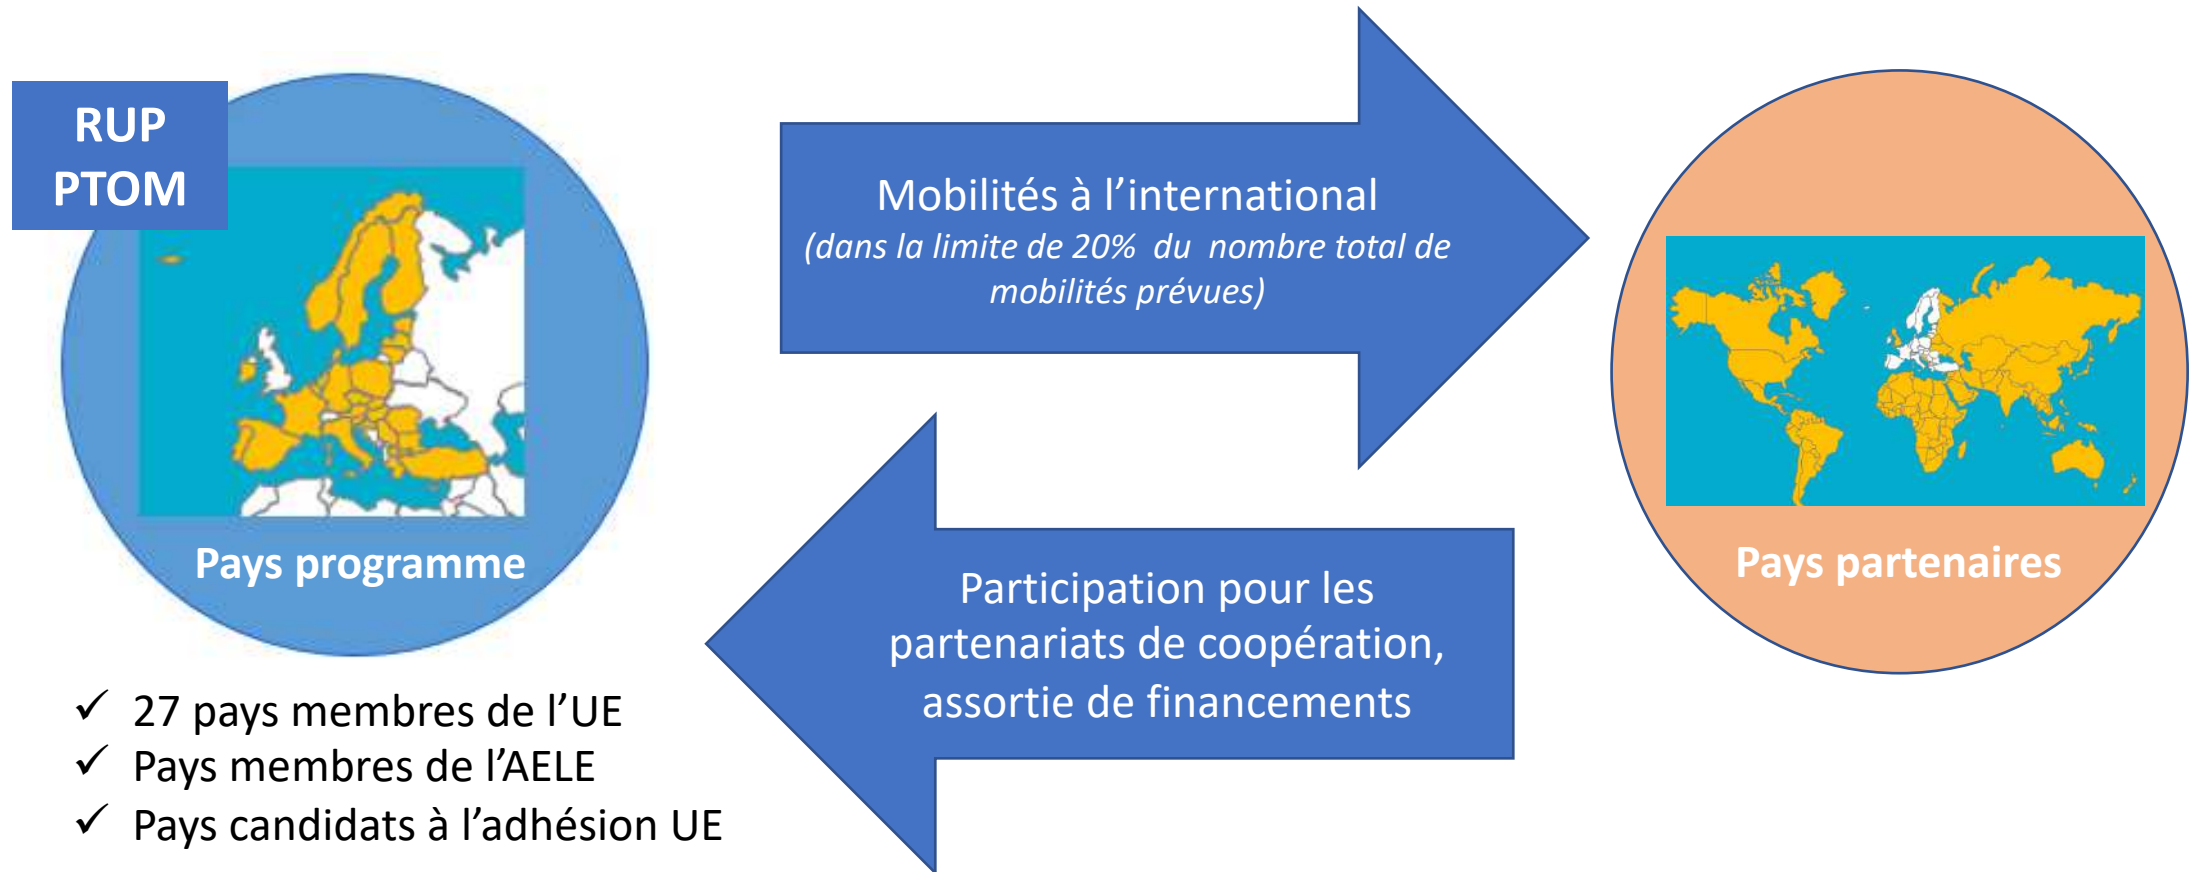 RUP
PTOM
Pays programme
✓ 27 pays membres de l’UE
✓ Pays membres de l’AELE
✓ Pays candidats à l’adhésion UE
Mobilités à l’international
(dans la limite de 20% du nombre total de
mobilités prévues)
Participation pour les
partenariats de coopération,
assortie de financements
Pays partenaires